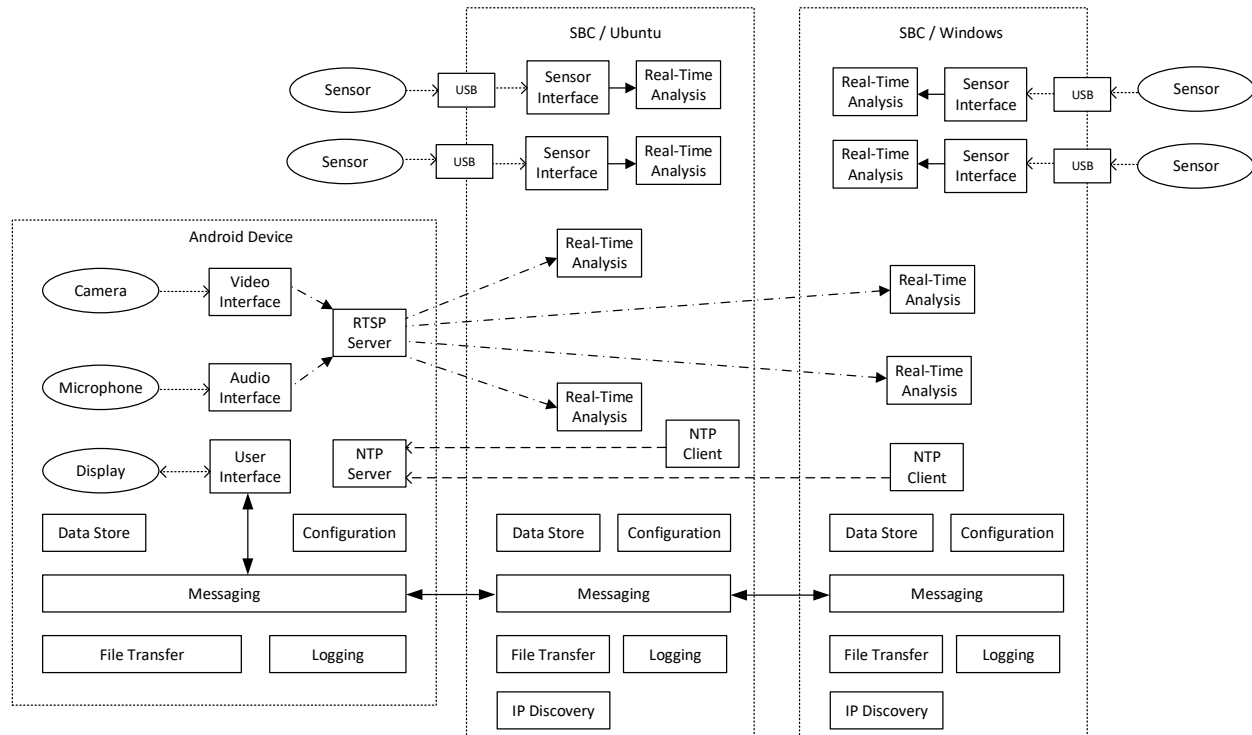 SBC / Ubuntu
SBC / Windows
Sensor
USB
Sensor
Interface
Real-Time
Analysis
Real-Time
Analysis
Sensor
Interface
USB
Sensor
Sensor
USB
Sensor
Interface
Real-Time
Analysis
Real-Time
Analysis
Sensor
Interface
USB
Sensor
Android Device
Camera
Video
Interface
RTSP
Server
Real-Time
Analysis
Real-Time
Analysis
Microphone
Audio
Interface
Real-Time
Analysis
Real-Time
Analysis
Display
User
Interface
NTP
Server
NTP
Client
NTP
Client
Data Store
Configuration
Data Store
Configuration
Data Store
Configuration
Messaging
Messaging
Messaging
File Transfer
Logging
File Transfer
Logging
File Transfer
Logging
IP Discovery
IP Discovery